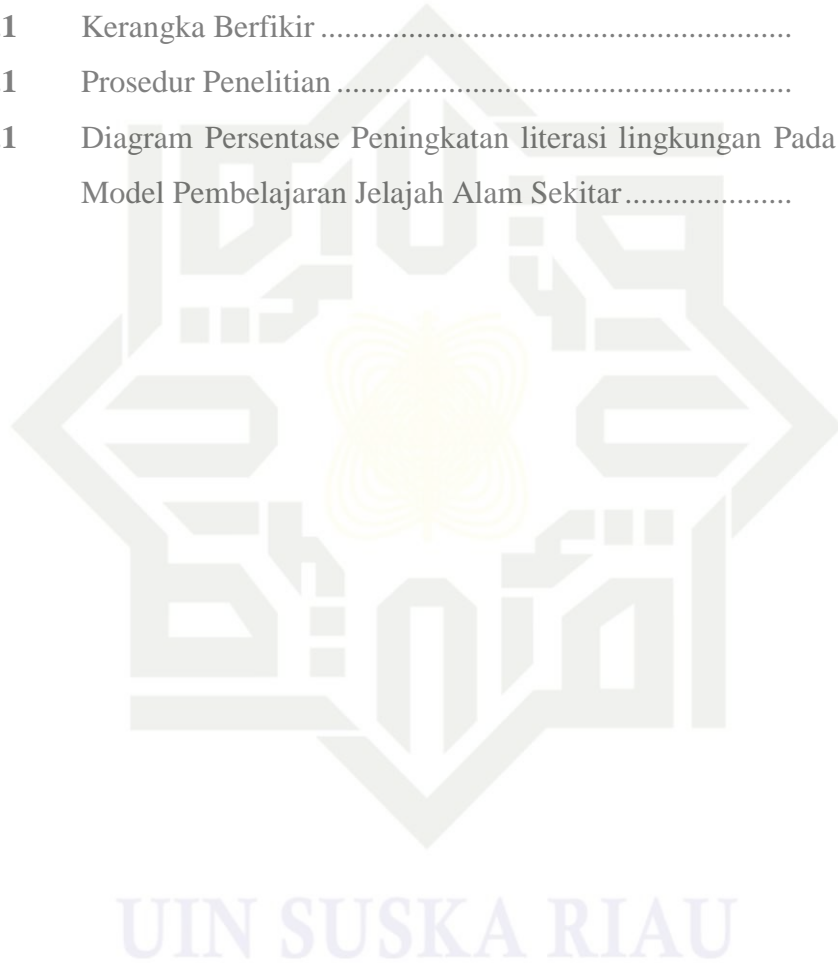 1 Kerangka Berfikir ..........................................................
1 Prosedur Penelitian ........................................................
1 Diagram Persentase Peningkatan literasi lingkungan Pada
Model Pembelajaran Jelajah Alam Sekitar ....................
UIN SUSKA RIAU